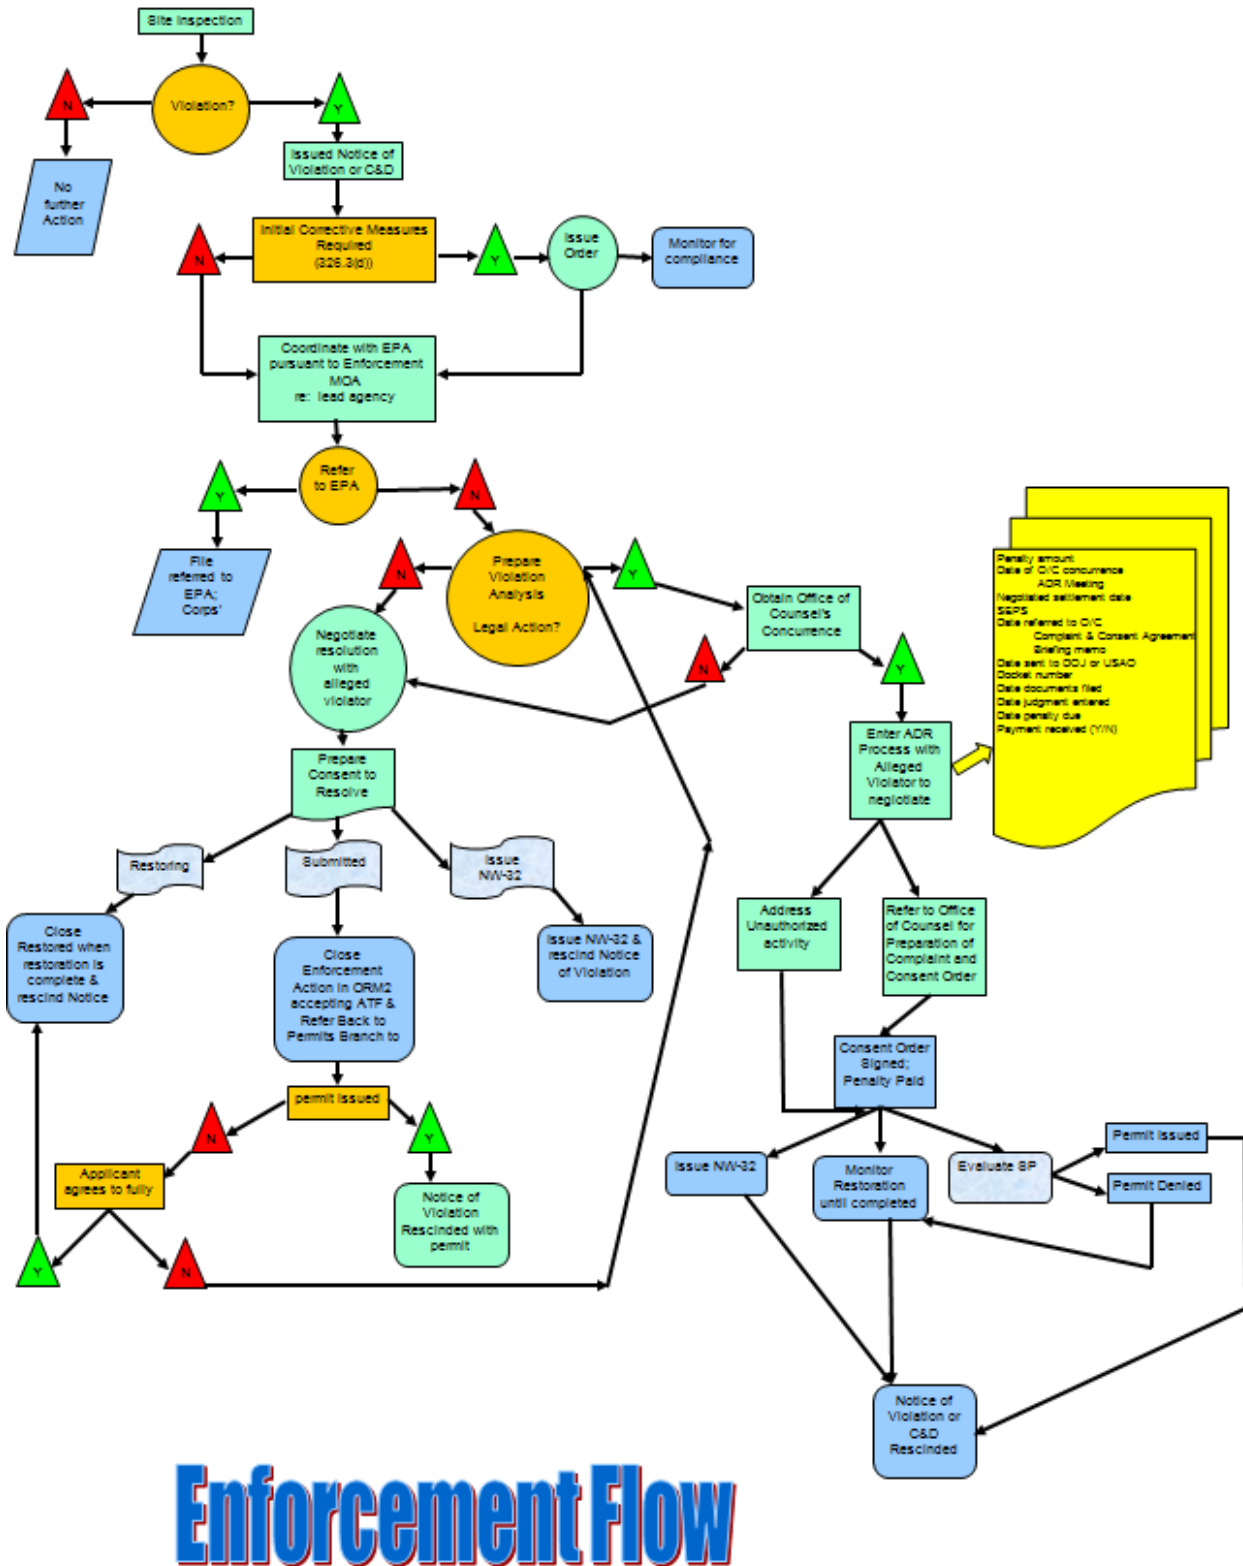 Site Inspection
Violation?
N
Y
Issued Notice of
Violation or C&D
No
further
Action
Initial Corrective Measures
Required
(326.3(d))
N
Y
Issue
Order
Monitor for
compliance
Coordinate with EPA
pursuant to Enforcement
MOA
re: lead agency
Refer
to EPA
Y
N
File
referred to
EPA;
Corps'
Prepare
Violation
Analysis
Legal Action?
N
Y
Obtain Office of
Counsel's
Concurrence
N
Y
Negotiate
resolution
with
alleged
violator
Penalty amount
Date of O/C concurrence
ADR Meeting
Negotiated settlement date
SEPS
Date referred to O/C
Complaint & Consent Agreement
Briefing memo
Date sent to DOJ or USAO
Docket number
Date documents filed
Date judgment entered
Date penalty due
Payment received (Y/N)
Enter ADR
Process with
Alleged
Violator to
negiotiate
Prepare
Consent to
Resolve
Restoring
Submitted
Issue
NW-32
Close
Restored when
restoration is
complete &
rescind Notice
Close
Enforcement
Action in ORM2
accepting ATF &
Refer Back to
Permits Branch to
Issue NW-32 &
rescind Notice
of Violation
Address
Unauthorized
activity
Refer to Office
of Counsel for
Preparation of
Complaint and
Consent Order
Consent Order
Signed;
Penalty Paid
permit issued
N
Y
Applicant
agrees to fully
Y
N
Notice of
Violation
Rescinded with
permit
Issue NW-32
Monitor
Restoration
until completed
Evaluate SP
Permit Issued
Permit Denied
Notice of
Violation or
C&D
Rescinded
Enforcement Flow